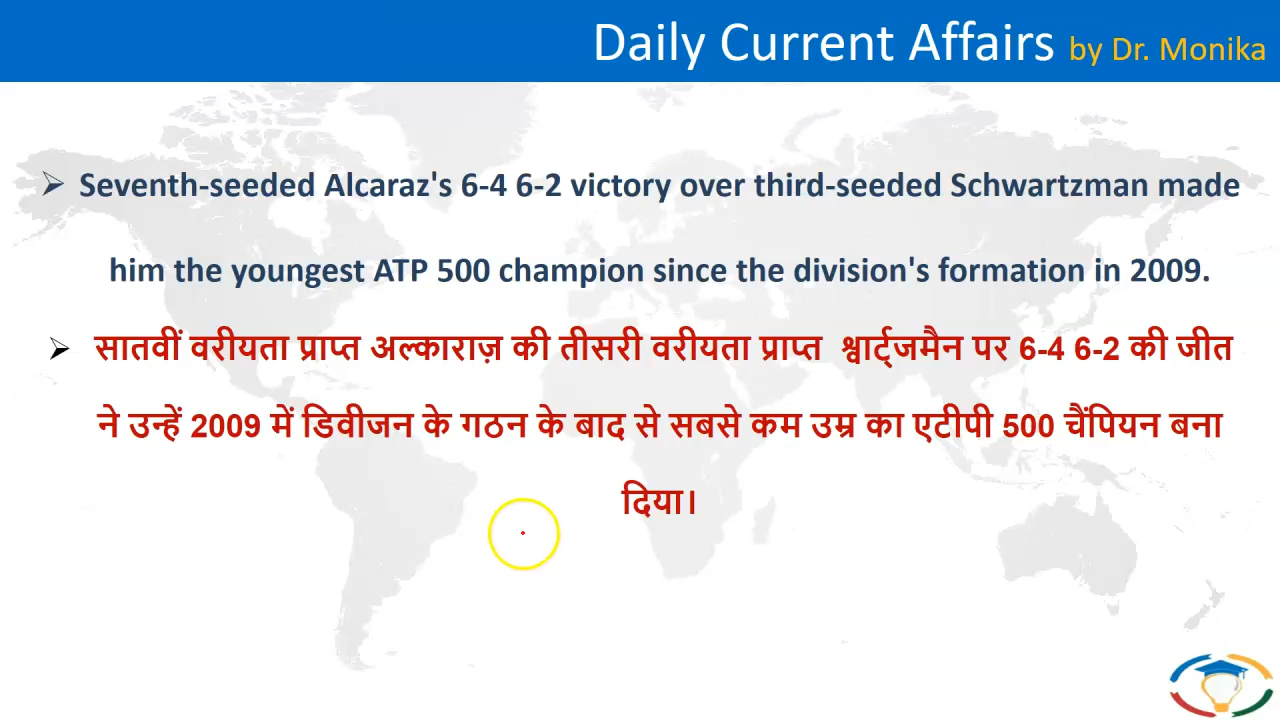 Daily Current Affairs by Dr. Monika
➢ Seventh-seeded Alcaraz's 6-4 6-2 victory over third-seeded Schwartzman made
him the youngest ATP 500 champion since the division's formation in 2009.
➢ सातवीं वरीयता प्राप्त अल्काराज़ की तीसरी वरीयता प्राप्त श्वार्ट्जमैन पर 6-4 6-2 की जीत
ने उन्हें 2009 में डिवीजन के गठन के बाद से सबसे कम उम्र का एटीपी 500 चैंपियन बना
दिया।